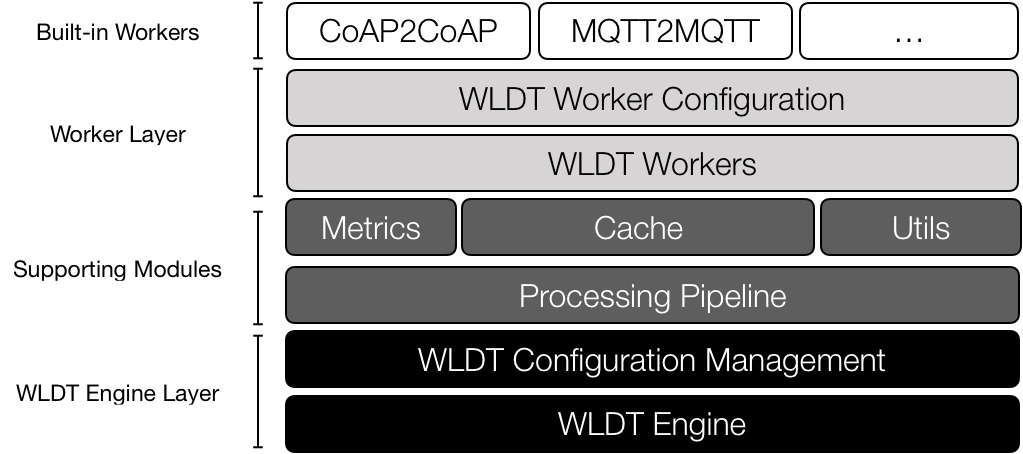 Built-in Workers
CoAP2CoAP
MQTT2MQTT
...
Worker Layer
WLDT Worker Configuration
WLDT Workers
Supporting Modules
Metrics
Cache
Utils
Processing Pipeline
WLDT Engine Layer
WLDT Configuration Management
WLDT Engine